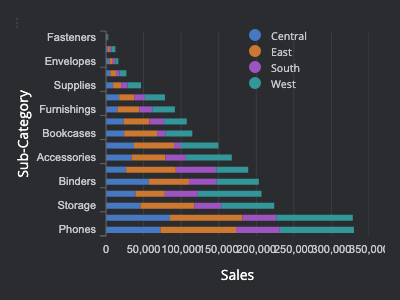 Central
East
South
West
Fasteners
Envelopes
Supplies
Furnishings
Bookcases
Accessories
Binders
Storage
Phones
Sub-Category
0 50,000 100,000 150,000 200,000 250,000 300,000 350,000
Sales